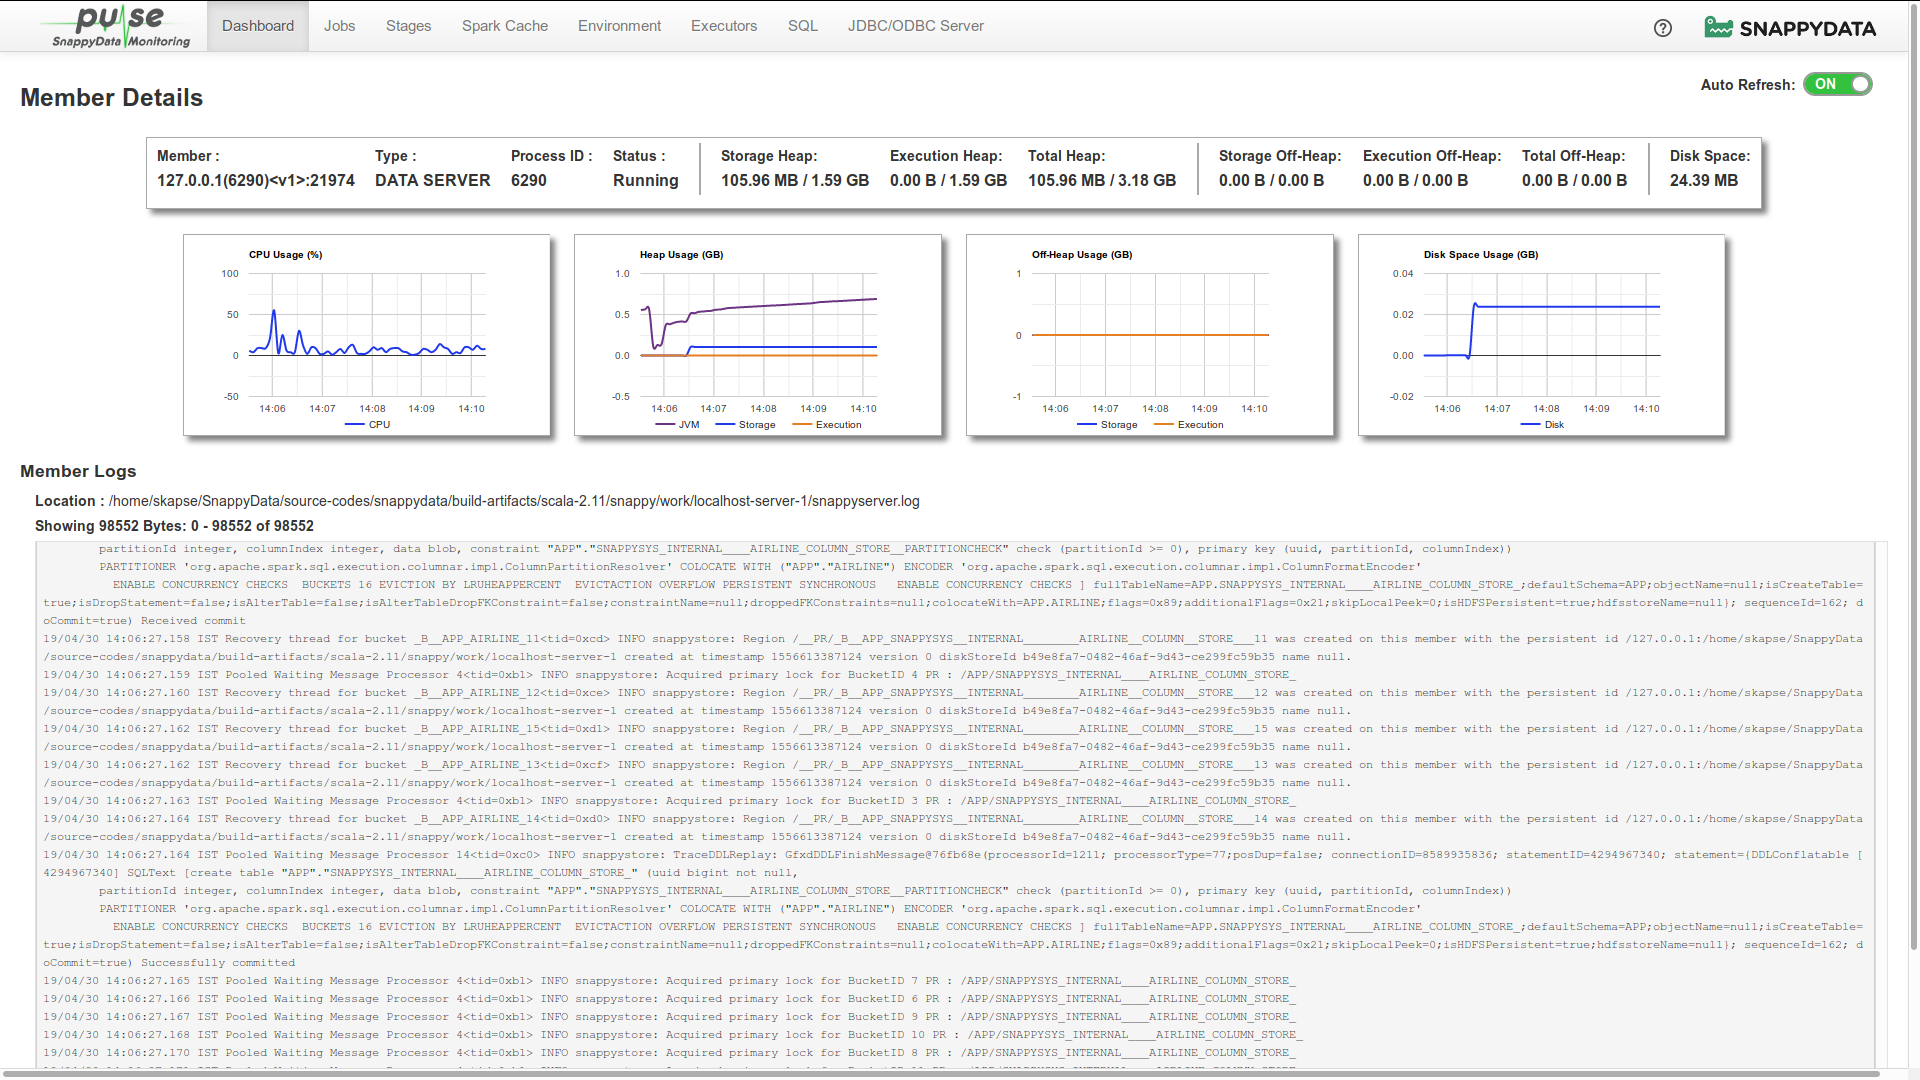 pulse
SnappyData Monitoring
Dashboard Jobs Stages Spark Cache Environment Executors SQL JDBC/ODBC Server
SNAPPYDATA
Member Details
Auto Refresh: ON
Member : Type : Process ID : Status : Storage Heap: Execution Heap: Total Heap: Storage Off-Heap: Execution Off-Heap: Total Off-Heap: Disk Space:
127.0.0.1(6290)<v1>:21974 DATA SERVER 6290 Running 105.96 MB / 1.59 GB 0.00 B / 1.59 GB 105.96 MB / 3.18 GB 0.00 B / 0.00 B 0.00 B / 0.00 B 0.00 B / 0.00 B 24.39 MB
CPU Usage (%)
100
50
0
-50
14:06 14:07 14:08 14:09 14:10
CPU
Heap Usage (GB)
1.0
0.5
0.0
-0.5
14:06 14:07 14:08 14:09 14:10
JVM Storage Execution
Off-Heap Usage (GB)
1
0
-1
14:06 14:07 14:08 14:09 14:10
Storage Execution
Disk Space Usage (GB)
0.04
0.02
0.00
-0.02
14:06 14:07 14:08 14:09 14:10
Disk
Member Logs
Location : /home/skapse/SnappyData/source-codes/snappydata/build-artifacts/scala-2.11/snappy/work/localhost-server-1/snappyserver.log
Showing 98552 Bytes: 0 - 98552 of 98552
partitionId integer, columnIndex integer, data blob, constraint "APP"."SNAPPYSYS_INTERNAL____AIRLINE_COLUMN_STORE__PARTITIONCHECK" check (partitionId >= 0), primary key (uuid, partitionId, columnIndex))
PARTITIONER 'org.apache.spark.sql.execution.columnar.impl.ColumnPartitionResolver' COLOCATE WITH ("APP"."AIRLINE") ENCODER 'org.apache.spark.sql.execution.columnar.impl.ColumnFormatEncoder'
ENABLE CONCURRENCY CHECKS BUCKETS 16 EVICTION BY LRUHEAPPERCENT EVICTACTION OVERFLOW PERSISTENT SYNCHRONOUS ENABLE CONCURRENCY CHECKS ] fullTableName=APP.SNAPPYSYS_INTERNAL____AIRLINE_COLUMN_STORE_;defaultSchema=APP;objectName=null;isCreateTable=
true;isDropStatement=false;isAlterTable=false;isAlterTableDropFKConstraint=false;constraintName=null;droppedFKConstraints=null;colocateWith=APP.AIRLINE;flags=0x89;additionalFlags=0x21;skipLocalPeek=0;isHDFSPersistent=true;hdfsstoreName=null}; sequenceId=162; d
oCommit=true) Received commit
19/04/30 14:06:27.158 IST Recovery thread for bucket _B__APP_AIRLINE_11<tid=0xcd> INFO snappystore: Region /__PR/_B__APP_SNAPPYSYS__INTERNAL________AIRLINE__COLUMN__STORE___11 was created on this member with the persistent id /127.0.0.1:/home/skapse/SnappyData
/source-codes/snappydata/build-artifacts/scala-2.11/snappy/work/localhost-server-1 created at timestamp 1556613387124 version 0 diskStoreId b49e8fa7-0482-46af-9d43-ce299fc59b35 name null.
19/04/30 14:06:27.159 IST Pooled Waiting Message Processor 4<tid=0xb1> INFO snappystore: Acquired primary lock for BucketID 4 PR : /APP/SNAPPYSYS_INTERNAL____AIRLINE_COLUMN_STORE_
19/04/30 14:06:27.160 IST Recovery thread for bucket _B__APP_AIRLINE_12<tid=0xce> INFO snappystore: Region /__PR/_B__APP_SNAPPYSYS__INTERNAL________AIRLINE__COLUMN__STORE___12 was created on this member with the persistent id /127.0.0.1:/home/skapse/SnappyData
/source-codes/snappydata/build-artifacts/scala-2.11/snappy/work/localhost-server-1 created at timestamp 1556613387124 version 0 diskStoreId b49e8fa7-0482-46af-9d43-ce299fc59b35 name null.
19/04/30 14:06:27.162 IST Recovery thread for bucket _B__APP_AIRLINE_15<tid=0xd1> INFO snappystore: Region /__PR/_B__APP_SNAPPYSYS__INTERNAL________AIRLINE__COLUMN__STORE___15 was created on this member with the persistent id /127.0.0.1:/home/skapse/SnappyData
/source-codes/snappydata/build-artifacts/scala-2.11/snappy/work/localhost-server-1 created at timestamp 1556613387124 version 0 diskStoreId b49e8fa7-0482-46af-9d43-ce299fc59b35 name null.
19/04/30 14:06:27.162 IST Recovery thread for bucket _B__APP_AIRLINE_13<tid=0xcf> INFO snappystore: Region /__PR/_B__APP_SNAPPYSYS__INTERNAL________AIRLINE__COLUMN__STORE___13 was created on this member with the persistent id /127.0.0.1:/home/skapse/SnappyData
/source-codes/snappydata/build-artifacts/scala-2.11/snappy/work/localhost-server-1 created at timestamp 1556613387124 version 0 diskStoreId b49e8fa7-0482-46af-9d43-ce299fc59b35 name null.
19/04/30 14:06:27.163 IST Pooled Waiting Message Processor 4<tid=0xb1> INFO snappystore: Acquired primary lock for BucketID 3 PR : /APP/SNAPPYSYS_INTERNAL____AIRLINE_COLUMN_STORE_
19/04/30 14:06:27.164 IST Recovery thread for bucket _B__APP_AIRLINE_14<tid=0xd0> INFO snappystore: Region /__PR/_B__APP_SNAPPYSYS__INTERNAL________AIRLINE__COLUMN__STORE___14 was created on this member with the persistent id /127.0.0.1:/home/skapse/SnappyData
/source-codes/snappydata/build-artifacts/scala-2.11/snappy/work/localhost-server-1 created at timestamp 1556613387124 version 0 diskStoreId b49e8fa7-0482-46af-9d43-ce299fc59b35 name null.
19/04/30 14:06:27.164 IST Pooled Waiting Message Processor 14<tid=0xc0> INFO snappystore: TraceDDLReplay: GfxdDDLFinishMessage@76fb68e(processorId=1211; processorType=77;posDup=false; connectionID=8589935836; statementID=4294967340; statement={DDLConflatable [
4294967340] SQLText [create table "APP"."SNAPPYSYS_INTERNAL____AIRLINE_COLUMN_STORE_" (uuid bigint not null,
partitionId integer, columnIndex integer, data blob, constraint "APP"."SNAPPYSYS_INTERNAL____AIRLINE_COLUMN_STORE__PARTITIONCHECK" check (partitionId >= 0), primary key (uuid, partitionId, columnIndex))
PARTITIONER 'org.apache.spark.sql.execution.columnar.impl.ColumnPartitionResolver' COLOCATE WITH ("APP"."AIRLINE") ENCODER 'org.apache.spark.sql.execution.columnar.impl.ColumnFormatEncoder'
ENABLE CONCURRENCY CHECKS BUCKETS 16 EVICTION BY LRUHEAPPERCENT EVICTACTION OVERFLOW PERSISTENT SYNCHRONOUS ENABLE CONCURRENCY CHECKS ] fullTableName=APP.SNAPPYSYS_INTERNAL____AIRLINE_COLUMN_STORE_;defaultSchema=APP;objectName=null;isCreateTable=
true;isDropStatement=false;isAlterTable=false;isAlterTableDropFKConstraint=false;constraintName=null;droppedFKConstraints=null;colocateWith=APP.AIRLINE;flags=0x89;additionalFlags=0x21;skipLocalPeek=0;isHDFSPersistent=true;hdfsstoreName=null}; sequenceId=162; d
oCommit=true) Successfully committed
19/04/30 14:06:27.165 IST Pooled Waiting Message Processor 4<tid=0xb1> INFO snappystore: Acquired primary lock for BucketID 7 PR : /APP/SNAPPYSYS_INTERNAL____AIRLINE_COLUMN_STORE_
19/04/30 14:06:27.166 IST Pooled Waiting Message Processor 4<tid=0xb1> INFO snappystore: Acquired primary lock for BucketID 6 PR : /APP/SNAPPYSYS_INTERNAL____AIRLINE_COLUMN_STORE_
19/04/30 14:06:27.167 IST Pooled Waiting Message Processor 4<tid=0xb1> INFO snappystore: Acquired primary lock for BucketID 9 PR : /APP/SNAPPYSYS_INTERNAL____AIRLINE_COLUMN_STORE_
19/04/30 14:06:27.168 IST Pooled Waiting Message Processor 4<tid=0xb1> INFO snappystore: Acquired primary lock for BucketID 10 PR : /APP/SNAPPYSYS_INTERNAL____AIRLINE_COLUMN_STORE_
19/04/30 14:06:27.170 IST Pooled Waiting Message Processor 4<tid=0xb1> INFO snappystore: Acquired primary lock for BucketID 8 PR : /APP/SNAPPYSYS_INTERNAL____AIRLINE_COLUMN_STORE_